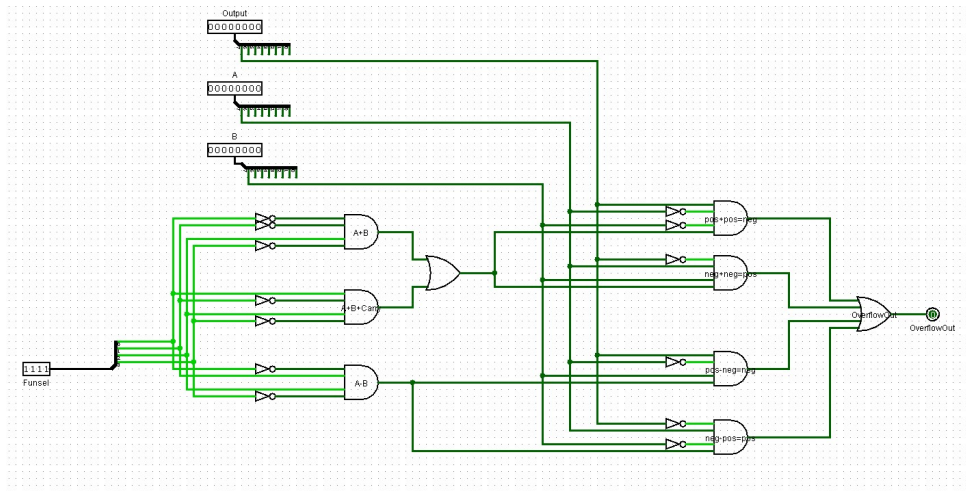 Output
00000000
A
00000000
B
00000000
A+B
A+B+Carry
A-B
1111
Funsel
pos+pos=neg
neg+neg=pos
pos-neg=neg
neg-pos=pos
OverflowOut
OverflowOut